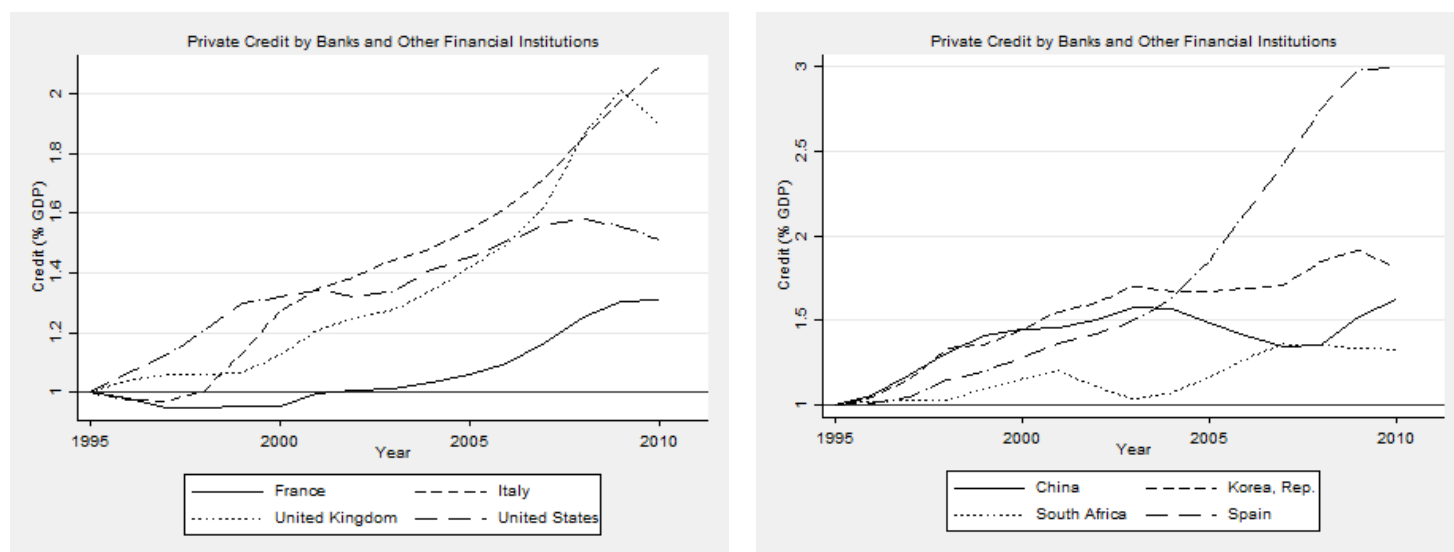 Private Credit by Banks and Other Financial Institutions
Credit (% GDP)
2
1.8
1.6
1.4
1.2
1
1995 2000 2005 2010
Year
France Italy
United Kingdom United States
Private Credit by Banks and Other Financial Institutions
Credit (% GDP)
3
2.5
2
1.5
1
1995 2000 2005 2010
Year
China Korea, Rep.
South Africa Spain